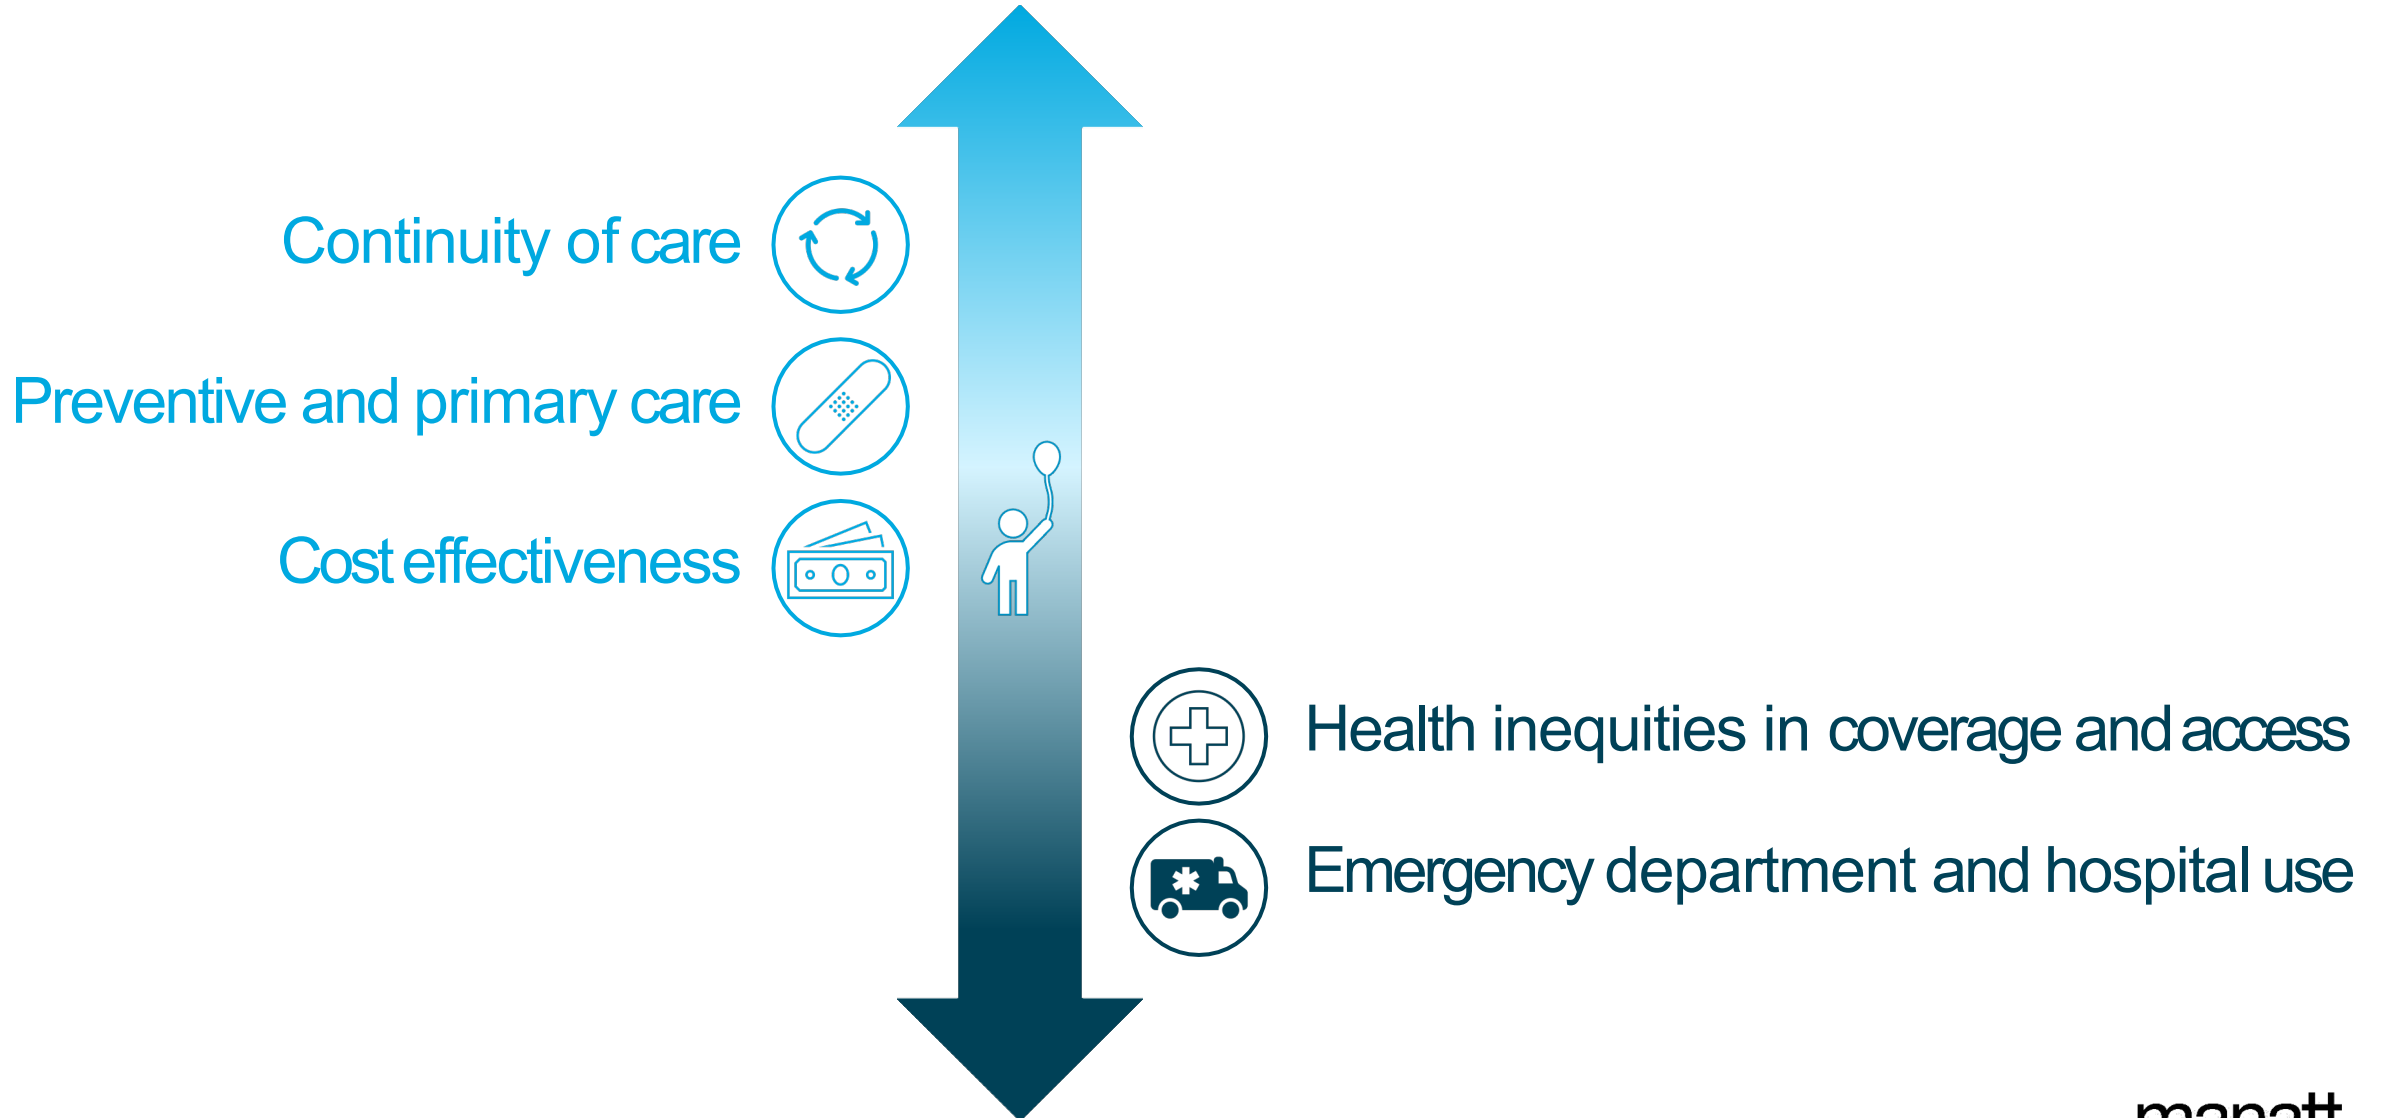 Continuity of care
Preventive and primary care
Cost effectiveness
Health inequities in coverage and access
Emergency department and hospital use
manatt